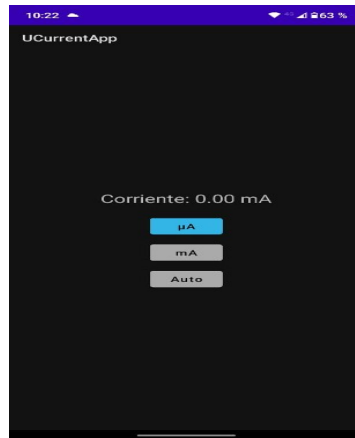 10:22 63 %
UCurrentApp
Corriente: 0.00 mA
µA
mA
Auto